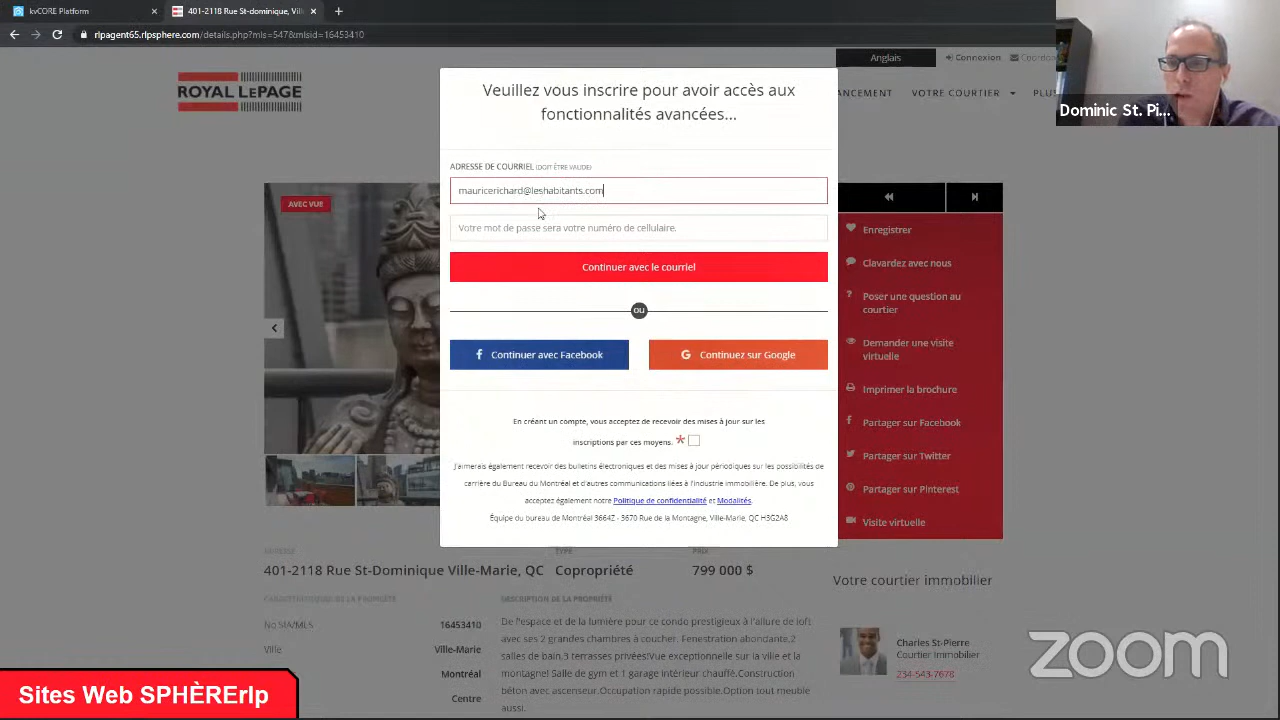 kvCORE Platform
401-2118 Rue St-dominique, Ville-
rlpagent65.rlpsphere.com/details.php?mls=547&mlsid=16453410
Anglais
Connexion
ROYAL LEPAGE
VOTRE COURTIER
PLUS
Dominic St. Pi...
Veuillez vous inscrire pour avoir accès aux
fonctionnalités avancées...
ADRESSE DE COURRIEL (DOIT ÊTRE VALIDE)
mauricerichard@leshabitants.com
Votre mot de passe sera votre numéro de cellulaire.
Continuer avec le courriel
OU
Continuer avec Facebook
Continuez sur Google
En créant un compte, vous acceptez de recevoir des mises à jour sur les
inscriptions par ces moyens. *
J'aimerais également recevoir des bulletins électroniques et des mises à jour périodiques sur les possibilités de
carrière du Bureau du Montréal et d'autres communications liées à l'industrie immobilière. De plus, vous
acceptez également notre Politique de confidentialité et Modalités.
Équipe du bureau de Montréal 3664Z - 3670 Rue de la Montagne, Ville-Marie, QC H3G2A8
AVEC VUE
Enregistrer
Clavardez avec nous
Poser une question au
courtier
Demander une visite
virtuelle
Imprimer la brochure
Partager sur Facebook
Partager sur Twitter
Partager sur Pinterest
Visite virtuelle
ADRESSE
TYPE
PRIX
401-2118 Rue St-Dominique Ville-Marie, QC
Copropriété
799 000 $
CARACTÉRISTIQUES DE LA PROPRIÉTÉ
DESCRIPTION DE LA PROPRIÉTÉ
No SIA/MLS
16453410
Ville
Ville-Marie
Montréal
Centre
De l'espace et de la lumière pour ce condo prestigieux à l'allure de loft
avec ses 2 grandes chambres à coucher. Fenestration abondante,2
salles de bain,3 terrasses privées!Vue exceptionnelle sur la ville et la
montagne! Salle de gym et 1 garage intérieur chauffé.Construction
béton avec ascenseur.Occupation rapide possible.Option tout meublé
aussi.
Votre courtier immobilier
Charles St-Pierre
Courtier Immobilier
234-543-7678
zoom
Sites Web SPHÈRErlp